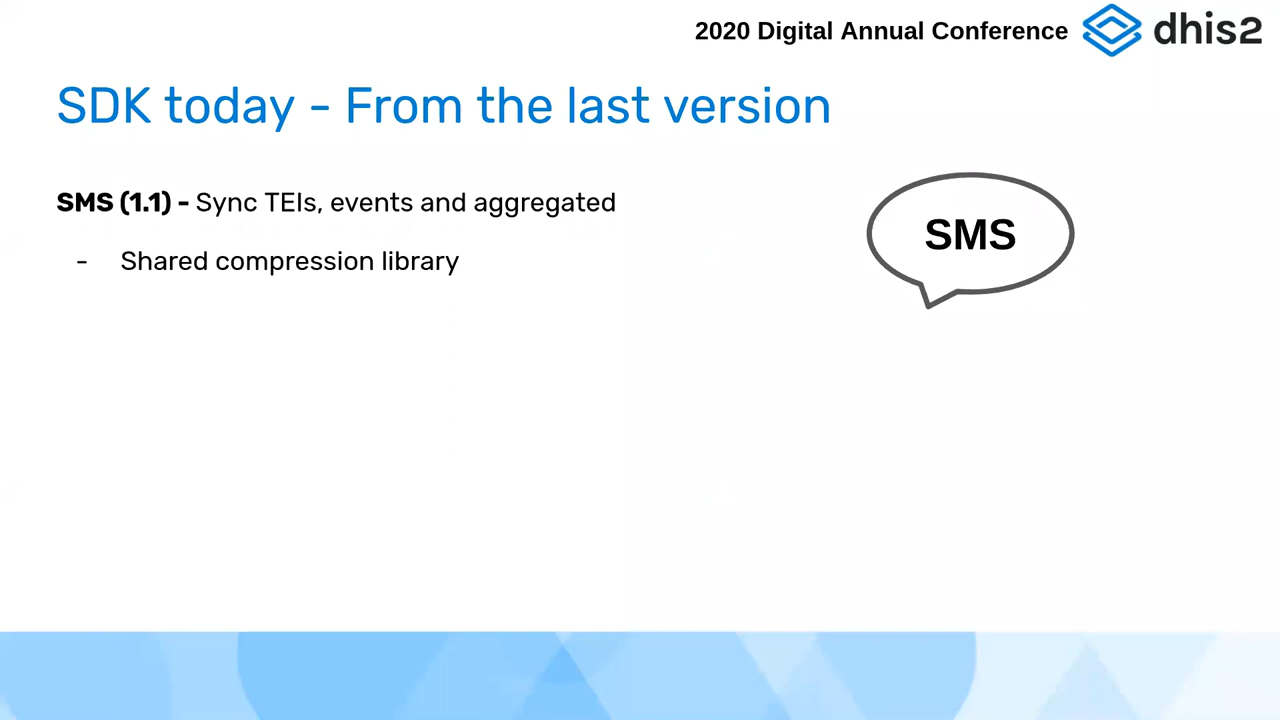 2020 Digital Annual Conference
dhis2
SDK today - From the last version
SMS (1.1) - Sync TEIs, events and aggregated
- Shared compression library
SMS